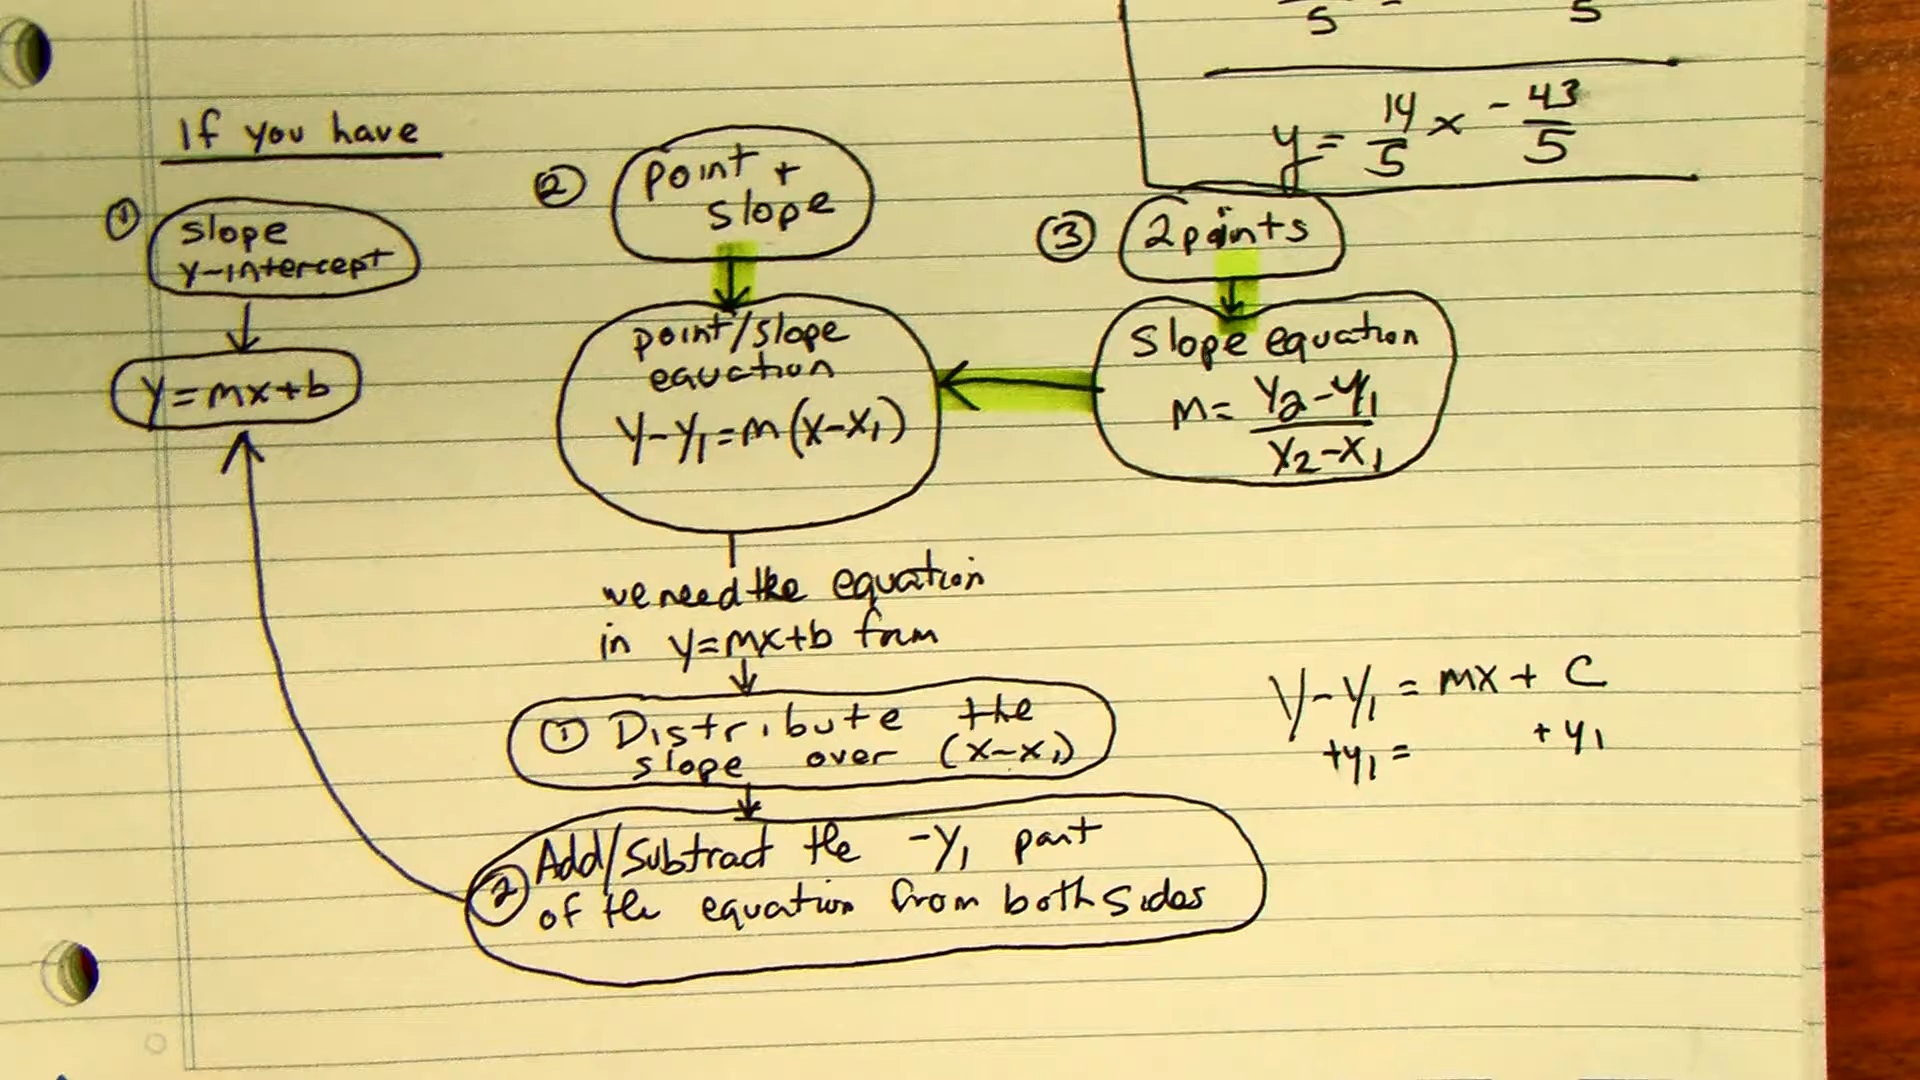 5 - 5
y = 14/5 x - 43/5
If you have
① slope
y-intercept
y=mx+b
② point +
slope
point/slope
equation
y-y₁=m(x-x₁)
③ 2 points
Slope equation
M= y₂-y₁
x₂-x₁
we need the equation
in y=mx+b form
① Distribute the
slope over (x-x₁)
② Add/Subtract the -y₁ part
of the equation from both sides
y-y₁ = mx + C
+y₁ = +y₁